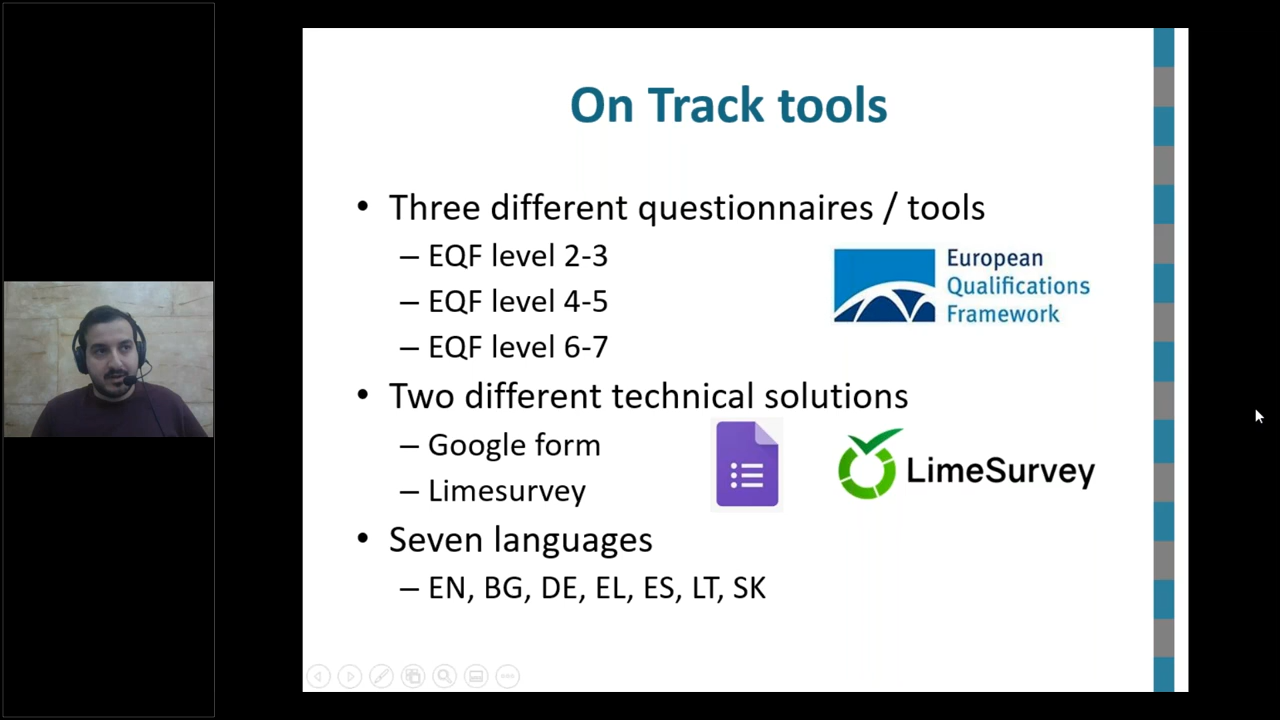 On Track tools
• Three different questionnaires / tools
– EQF level 2-3
– EQF level 4-5
– EQF level 6-7
European
Qualifications
Framework
• Two different technical solutions
– Google form
– Limesurvey
LimeSurvey
• Seven languages
– EN, BG, DE, EL, ES, LT, SK